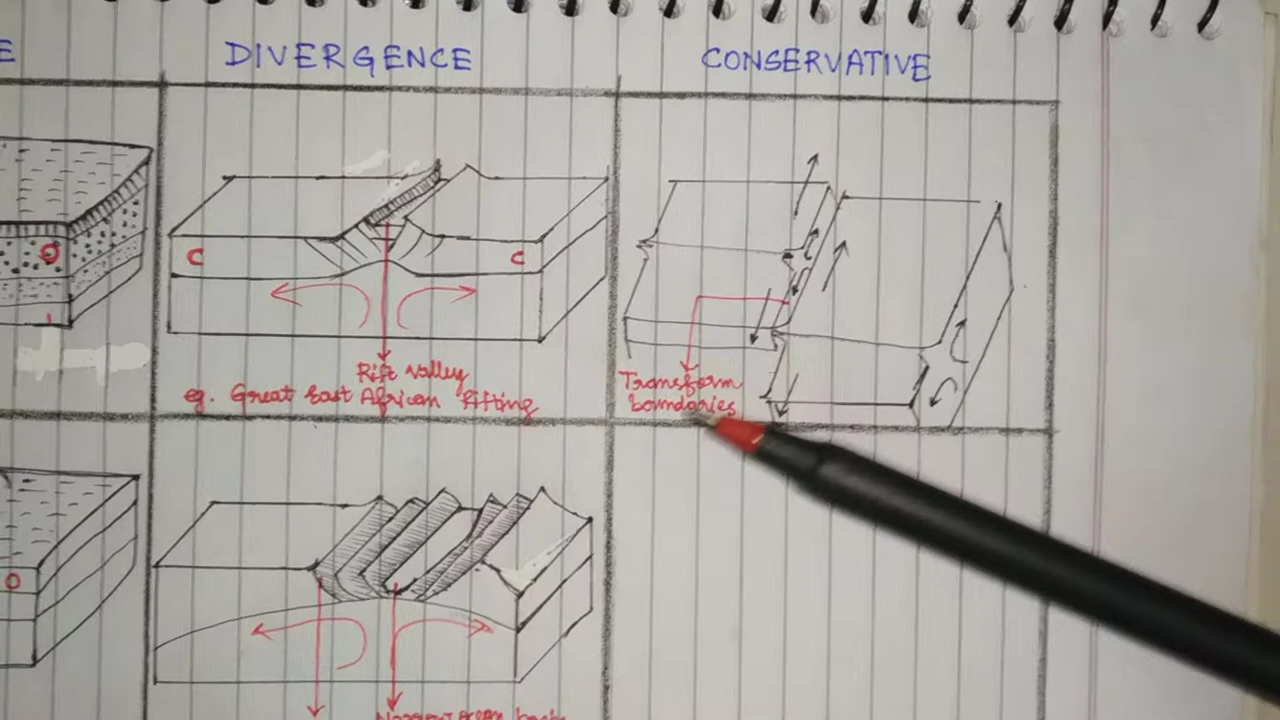 E
DIVERGENCE
CONSERVATIVE
O
C
C
Rift valley
eg. Great East African Rifting
Transform
boundaries
O